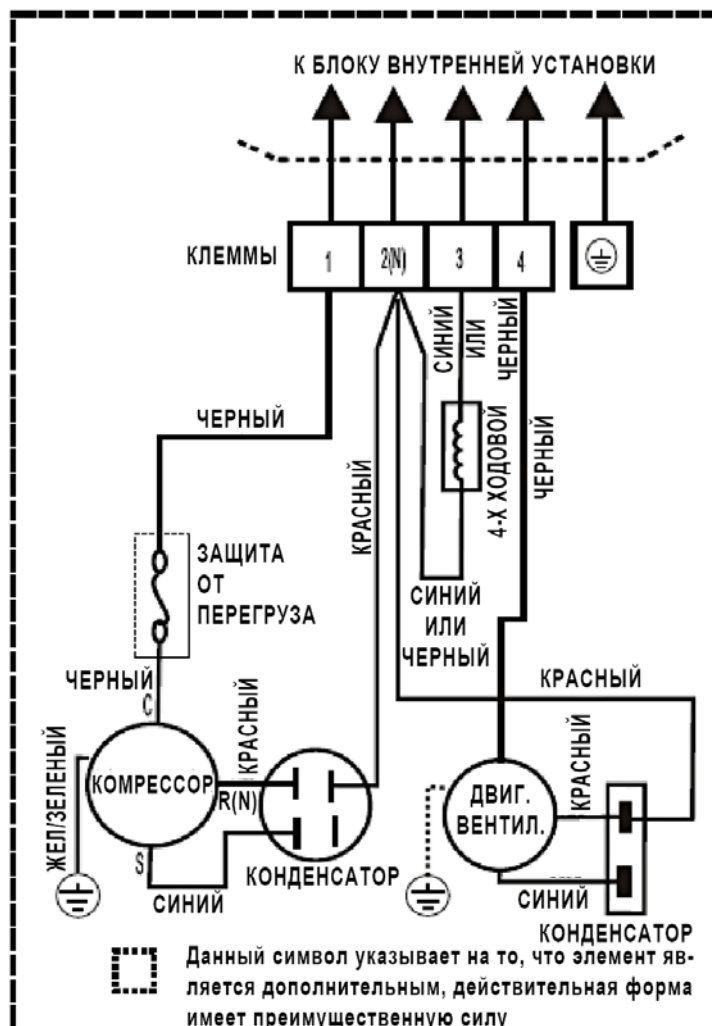 К БЛОКУ ВНУТРЕННЕЙ УСТАНОВКИ
КЛЕММЫ
1
2(N)
3
4
СИНИЙ
ИЛИ
ЧЕРНЫЙ
ЧЕРНЫЙ
КРАСНЫЙ
4-Х ХОДОВОЙ
ЧЕРНЫЙ
ЗАЩИТА
ОТ
ПЕРЕГРУЗА
СИНИЙ
ИЛИ
ЧЕРНЫЙ
ЧЕРНЫЙ
C
КРАСНЫЙ
КРАСНЫЙ
ЖЕЛ/ЗЕЛЕНЫЙ
КОМРЕССОР
R(N)
S
СИНИЙ
КОНДЕНСАТОР
ДВИГ.
ВЕНТИЛ.
КРАСНЫЙ
СИНИЙ
КОНДЕНСАТОР
Данный символ указывает на то, что элемент яв-
ляется дополнительным, действительная форма
имеет преимущественную силу